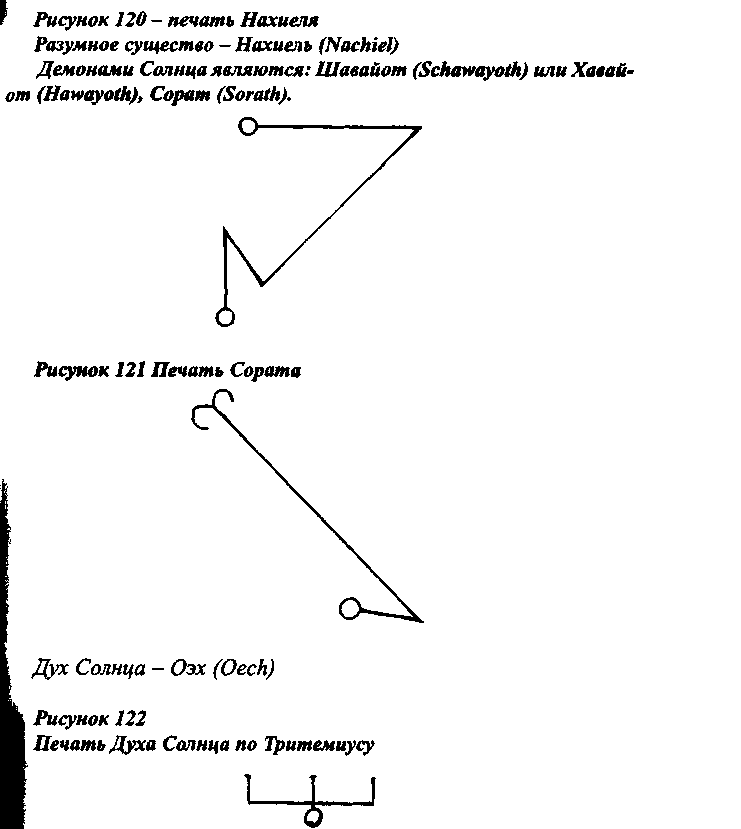 Рисунок 120 – печать Нахиеля
Разумное существо – Нахиель (Nachiel)
Демонами Солнца являются: Шавайот (Schawayoth) или Хавай-
от (Hawayoth), Сорат (Sorath).
Рисунок 121 Печать Сората
Дух Солнца – Оэх (Oech)
Рисунок 122
Печать Духа Солнца по Тритемиусу